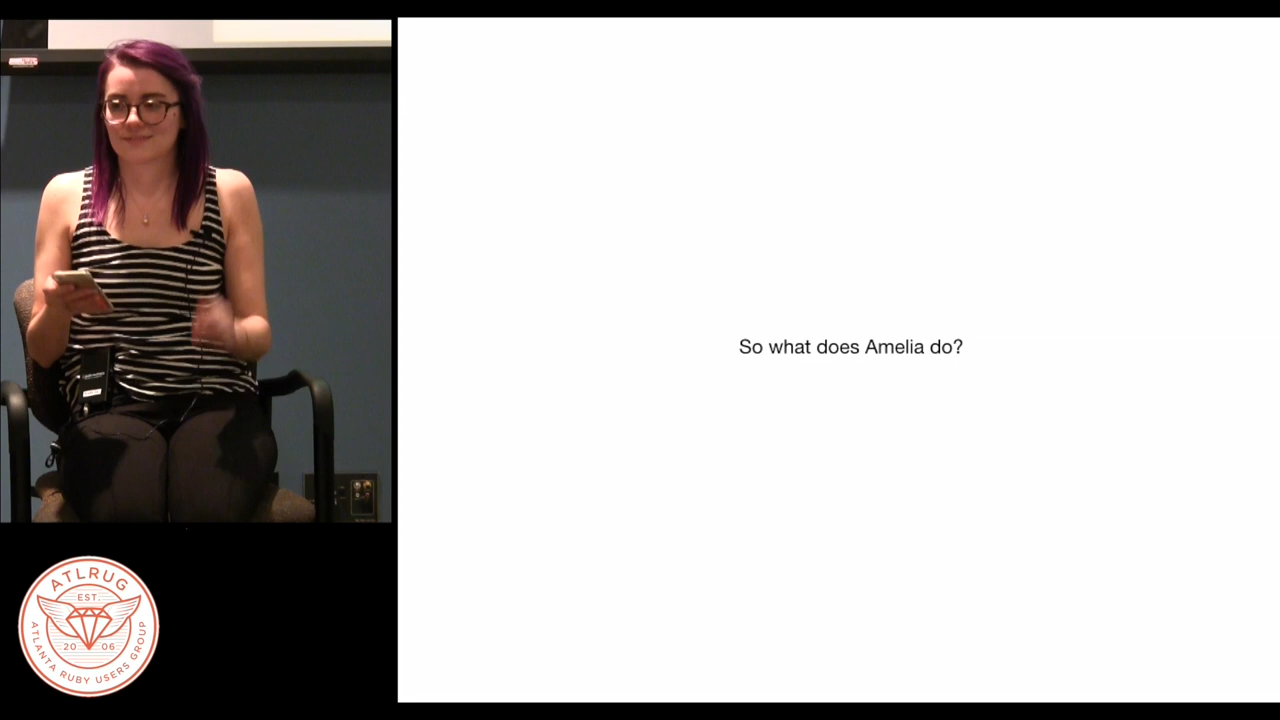 So what does Amelia do?
ATLRUG
EST.
20 06
ATLANTA RUBY USERS GROUP